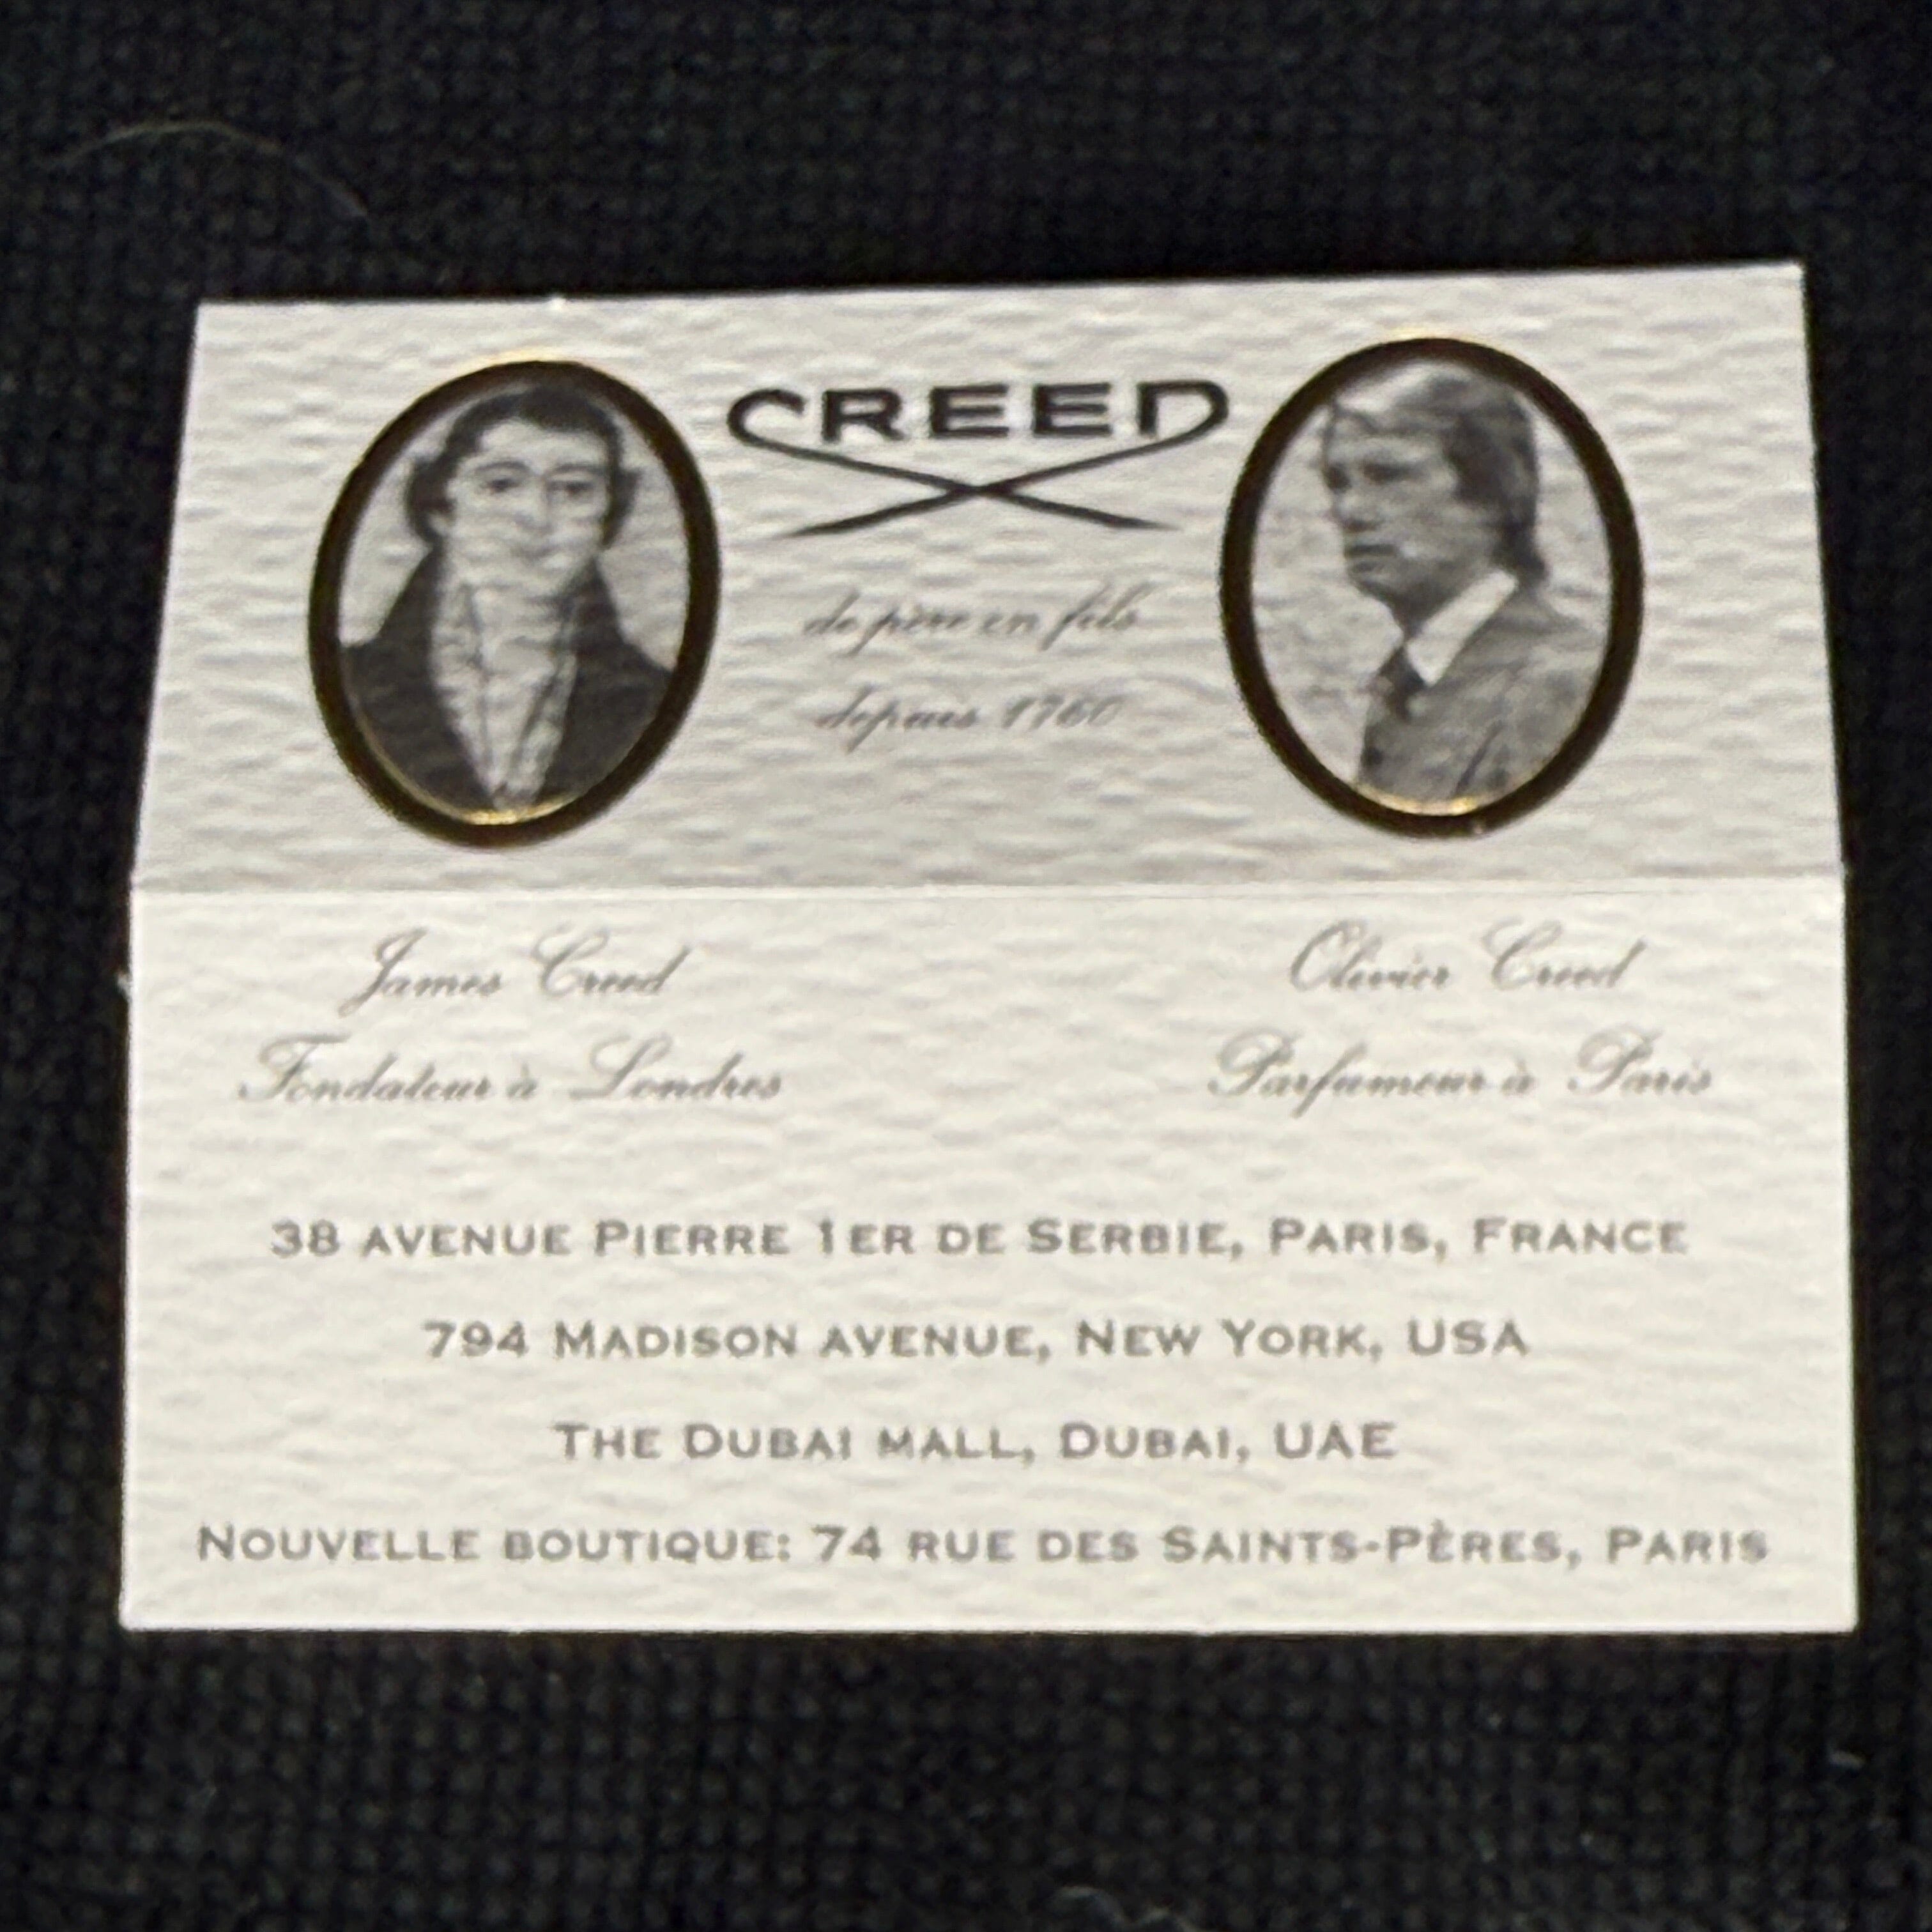 CREED
de père en fils
depuis 1760
James Creed
Fondateur à Londres
Olivier Creed
Parfumeur à Paris
38 AVENUE PIERRE 1ER DE SERBIE, PARIS, FRANCE
794 MADISON AVENUE, NEW YORK, USA
THE DUBAI MALL, DUBAI, UAE
NOUVELLE BOUTIQUE: 74 RUE DES SAINTS-PÈRES, PARIS